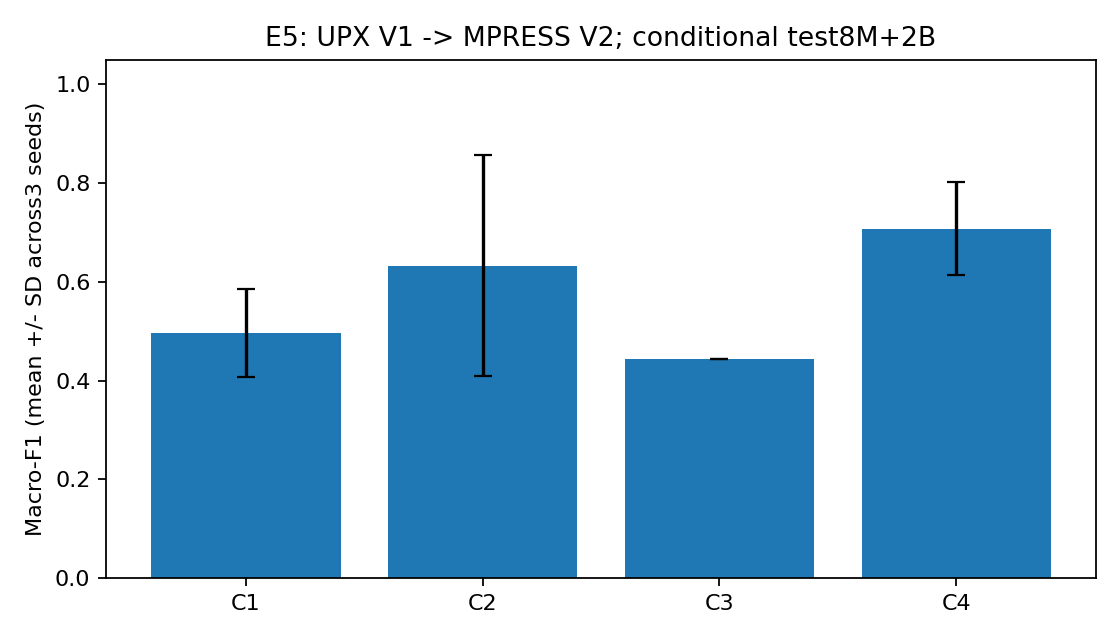 E5: UPX V1 -> MPRESS V2; conditional test8M+2B
Macro-F1 (mean +/- SD across3 seeds)
1.0
0.8
0.6
0.4
0.2
0.0
C1 C2 C3 C4